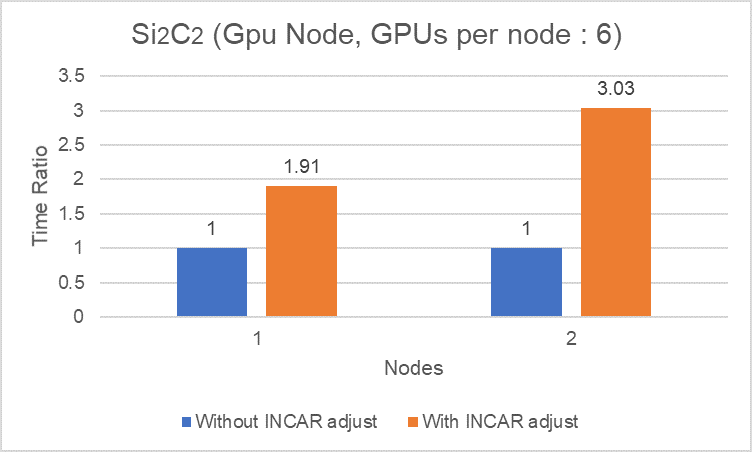 Si2C2 (Gpu Node, GPUs per node : 6)
3.5
3
2.5
2
1.5
1
0.5
0
Time Ratio
1
1.91
1
3.03
1
2
Nodes
Without INCAR adjust
With INCAR adjust